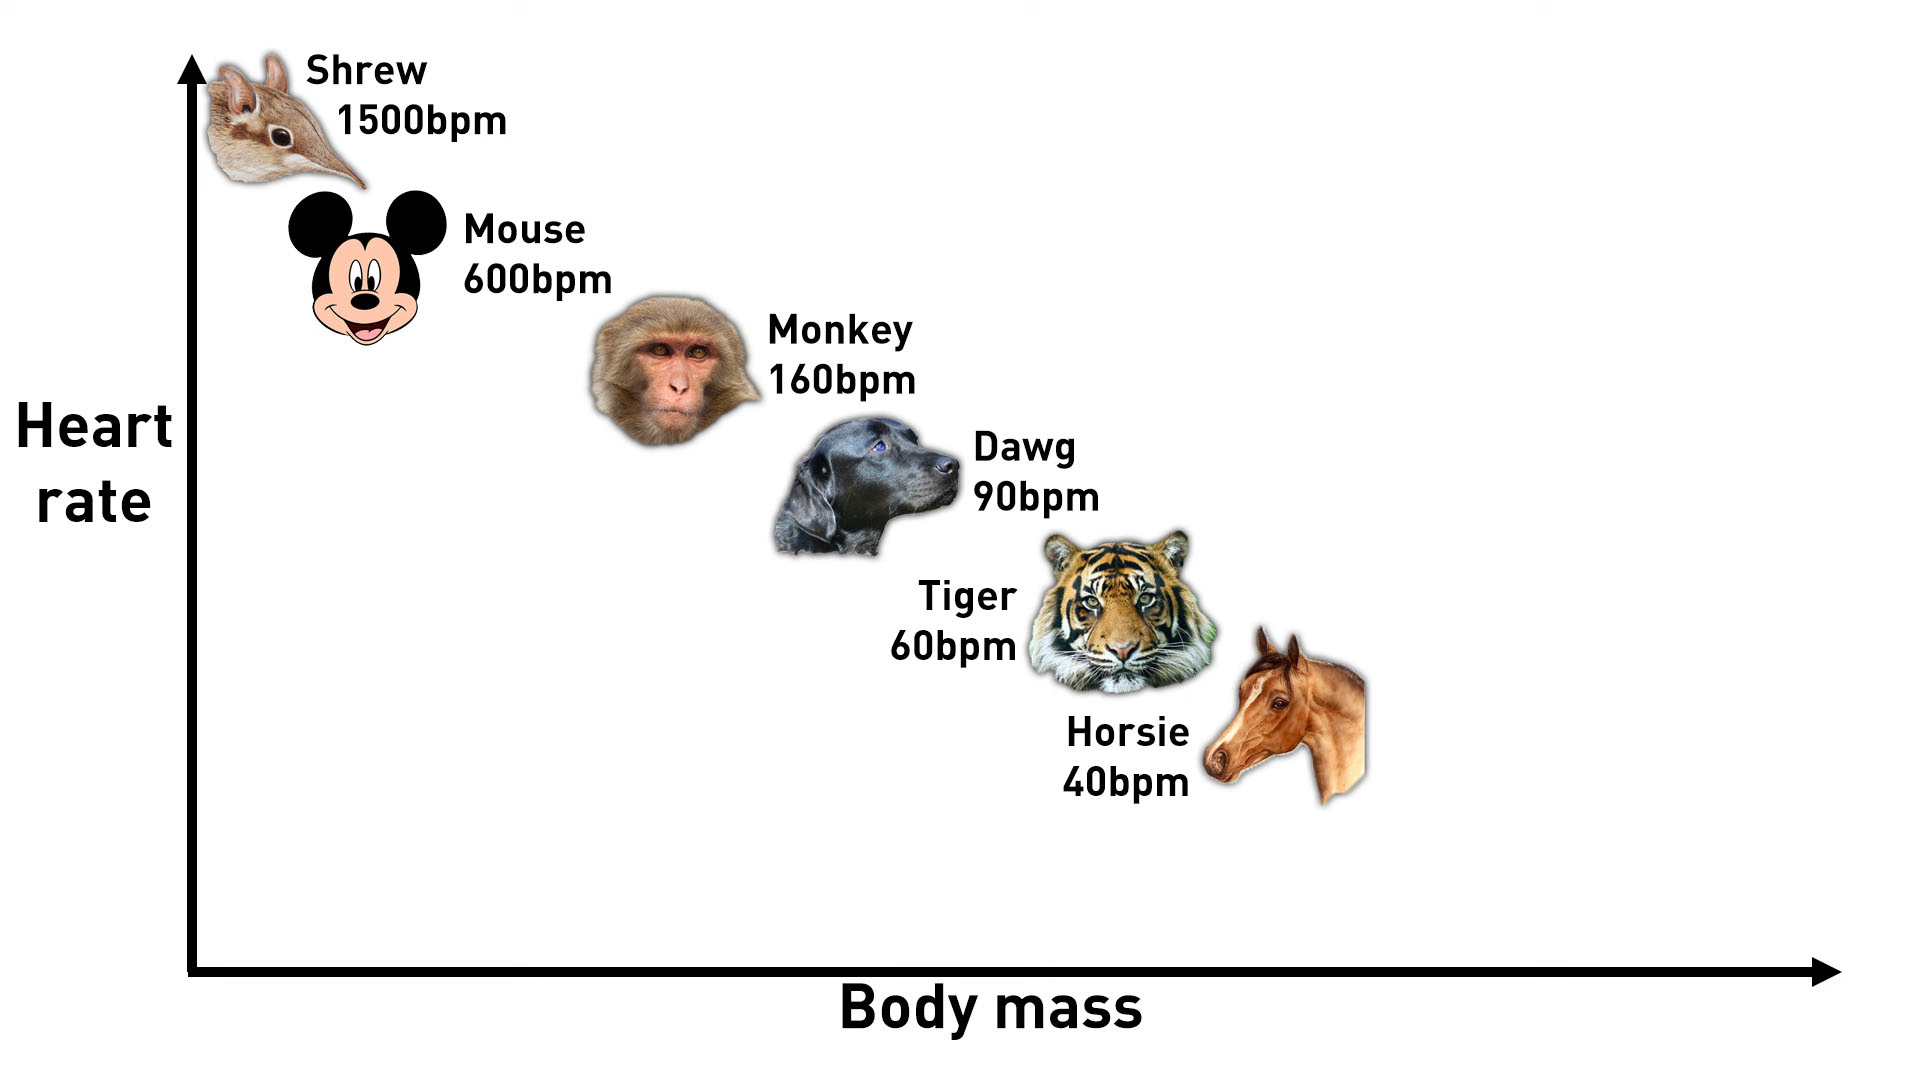 Shrew
1500bpm
Mouse
600bpm
Monkey
160bpm
Heart
rate
Dawg
90bpm
Tiger
60bpm
Horsie
40bpm
Body mass